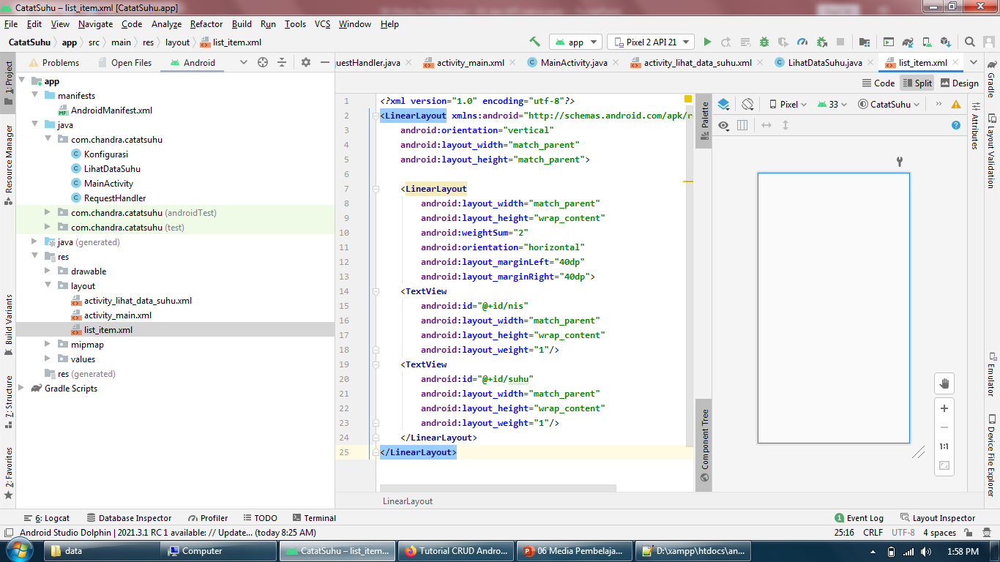 CatatSuhu – list_item.xml [CatatSuhu.app]
File Edit View Navigate Code Analyze Refactor Build Run Tools VCS Window Help
CatatSuhu app src main res layout list_item.xml
app Pixel 2 API 21
Problems Open Files Android
questHandler.java activity_main.xml MainActivity.java activity_lihat_data_suhu.xml LihatDataSuhu.java list_item.xml
Code Split Design
1: Project
Resource Manager
Build Variants
7: Structure
2: Favorites
app
manifests
AndroidManifest.xml
java
com.chandra.catatsuhu
Konfigurasi
LihatDataSuhu
MainActivity
RequestHandler
com.chandra.catatsuhu (androidTest)
com.chandra.catatsuhu (test)
java (generated)
res
drawable
layout
activity_lihat_data_suhu.xml
activity_main.xml
list_item.xml
mipmap
values
res (generated)
Gradle Scripts
1 <?xml version="1.0" encoding="utf-8"?>
2 <LinearLayout xmlns:android="http://schemas.android.com/apk/r
3 android:orientation="vertical"
4 android:layout_width="match_parent"
5 android:layout_height="match_parent">
6
7 <LinearLayout
8 android:layout_width="match_parent"
9 android:layout_height="wrap_content"
10 android:weightSum="2"
11 android:orientation="horizontal"
12 android:layout_marginLeft="40dp"
13 android:layout_marginRight="40dp">
14 <TextView
15 android:id="@+id/nis"
16 android:layout_width="match_parent"
17 android:layout_height="wrap_content"
18 android:layout_weight="1"/>
19 <TextView
20 android:id="@+id/suhu"
21 android:layout_width="match_parent"
22 android:layout_height="wrap_content"
23 android:layout_weight="1"/>
24 </LinearLayout>
25 </LinearLayout>
LinearLayout
Palette
Component Tree
Pixel 33 CatatSuhu »
?
1:1
Attributes
Gradle
Layout Validation
Emulator
Device File Explorer
6: Logcat Database Inspector Profiler TODO Terminal 1 Event Log Layout Inspector
Android Studio Dolphin | 2021.3.1 RC 1 available: // Update... (today 8:25 AM) 25:16 CRLF UTF-8 4 spaces
data Computer CatatSuhu – list_item.... Tutorial CRUD Andro... 06 Media Pembelaja... D:\xampp\htdocs\an... 1:58 PM